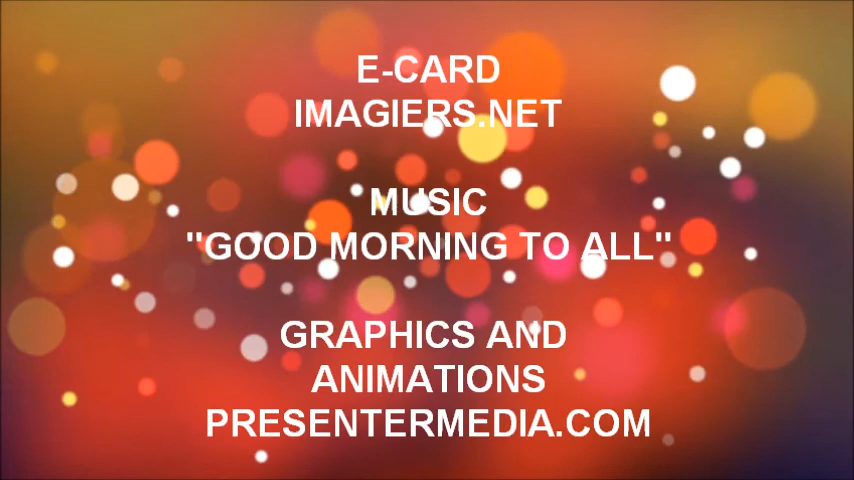 E-CARD
IMAGIERS.NET
MUSIC
"GOOD MORNING TO ALL"
GRAPHICS AND
ANIMATIONS
PRESENTERMEDIA.COM